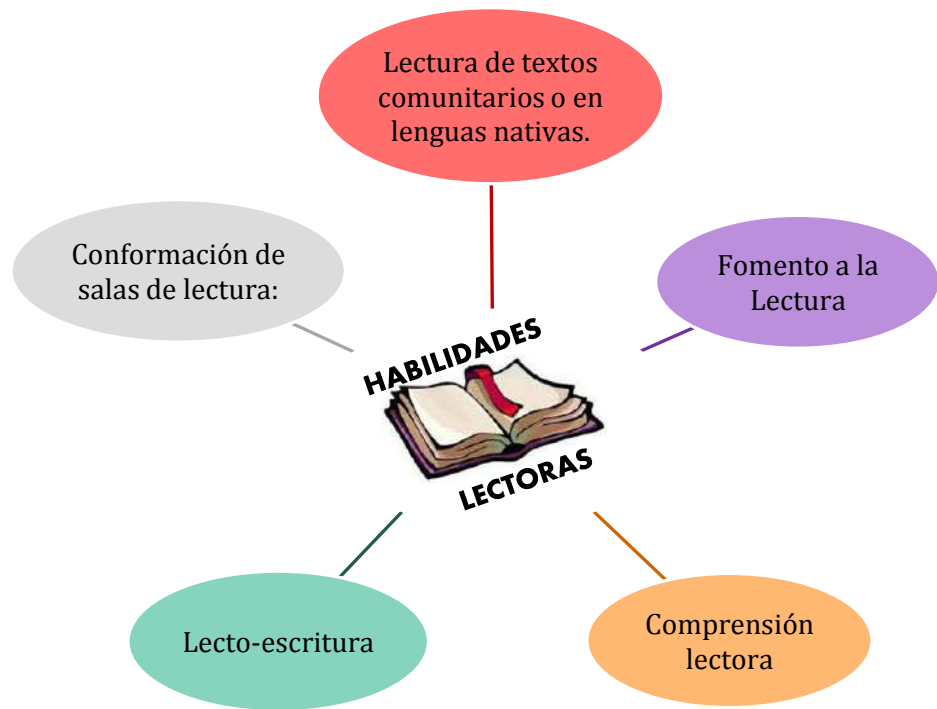 Lectura de textos
comunitarios o en
lenguas nativas.
Conformación de
salas de lectura:
Fomento a la
Lectura
HABILIDADES
LECTORAS
Lecto-escritura
Comprensión
lectora